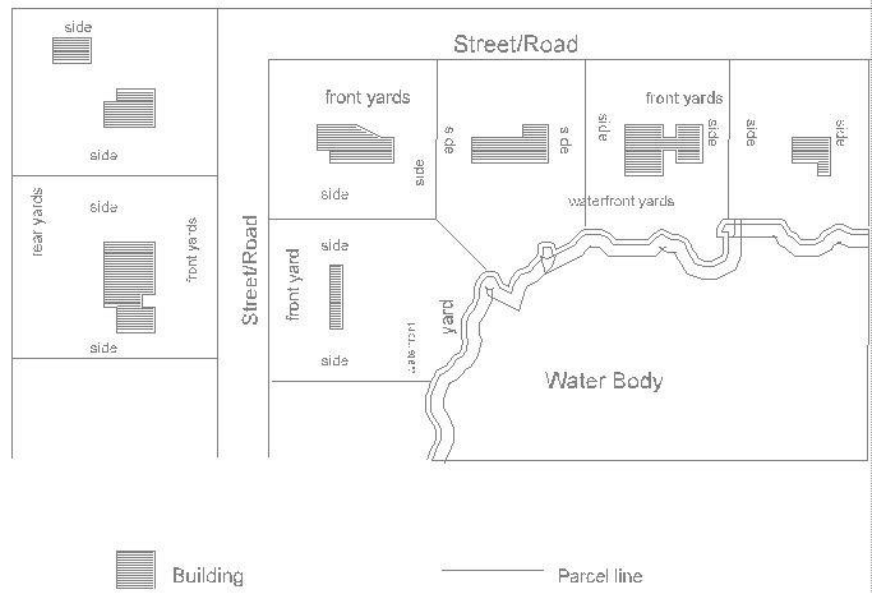 side
Street/Road
front yards
front yards
side
side
side
side
side
side
side
side
side
side
side
rear yards
front yards
waterfront yards
side
Street/Road
front yard
side
yard
side
Water Body
Building
Parcel line